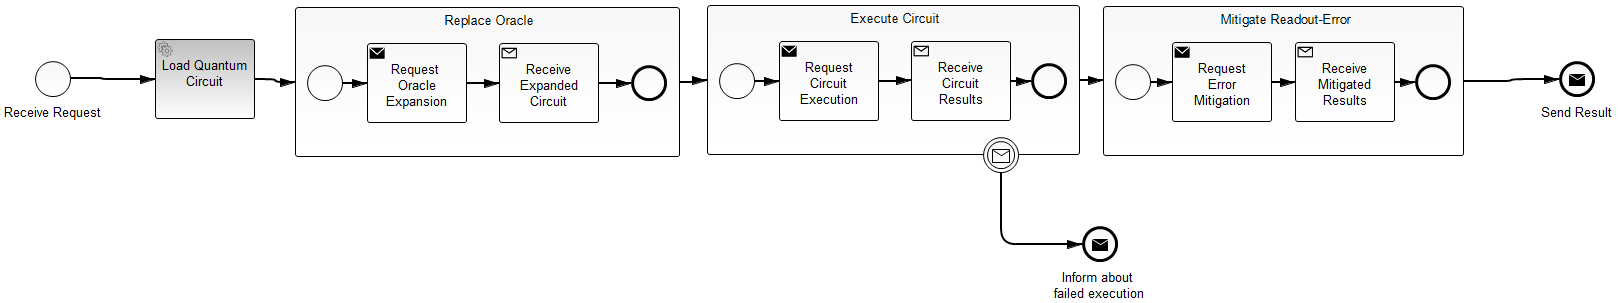 Receive Request
Load Quantum
Circuit
Replace Oracle
Request
Oracle
Expansion
Receive
Expanded
Circuit
Execute Circuit
Request
Circuit
Execution
Receive
Circuit
Results
Inform about
failed execution
Mitigate Readout-Error
Request
Error
Mitigation
Receive
Mitigated
Results
Send Result